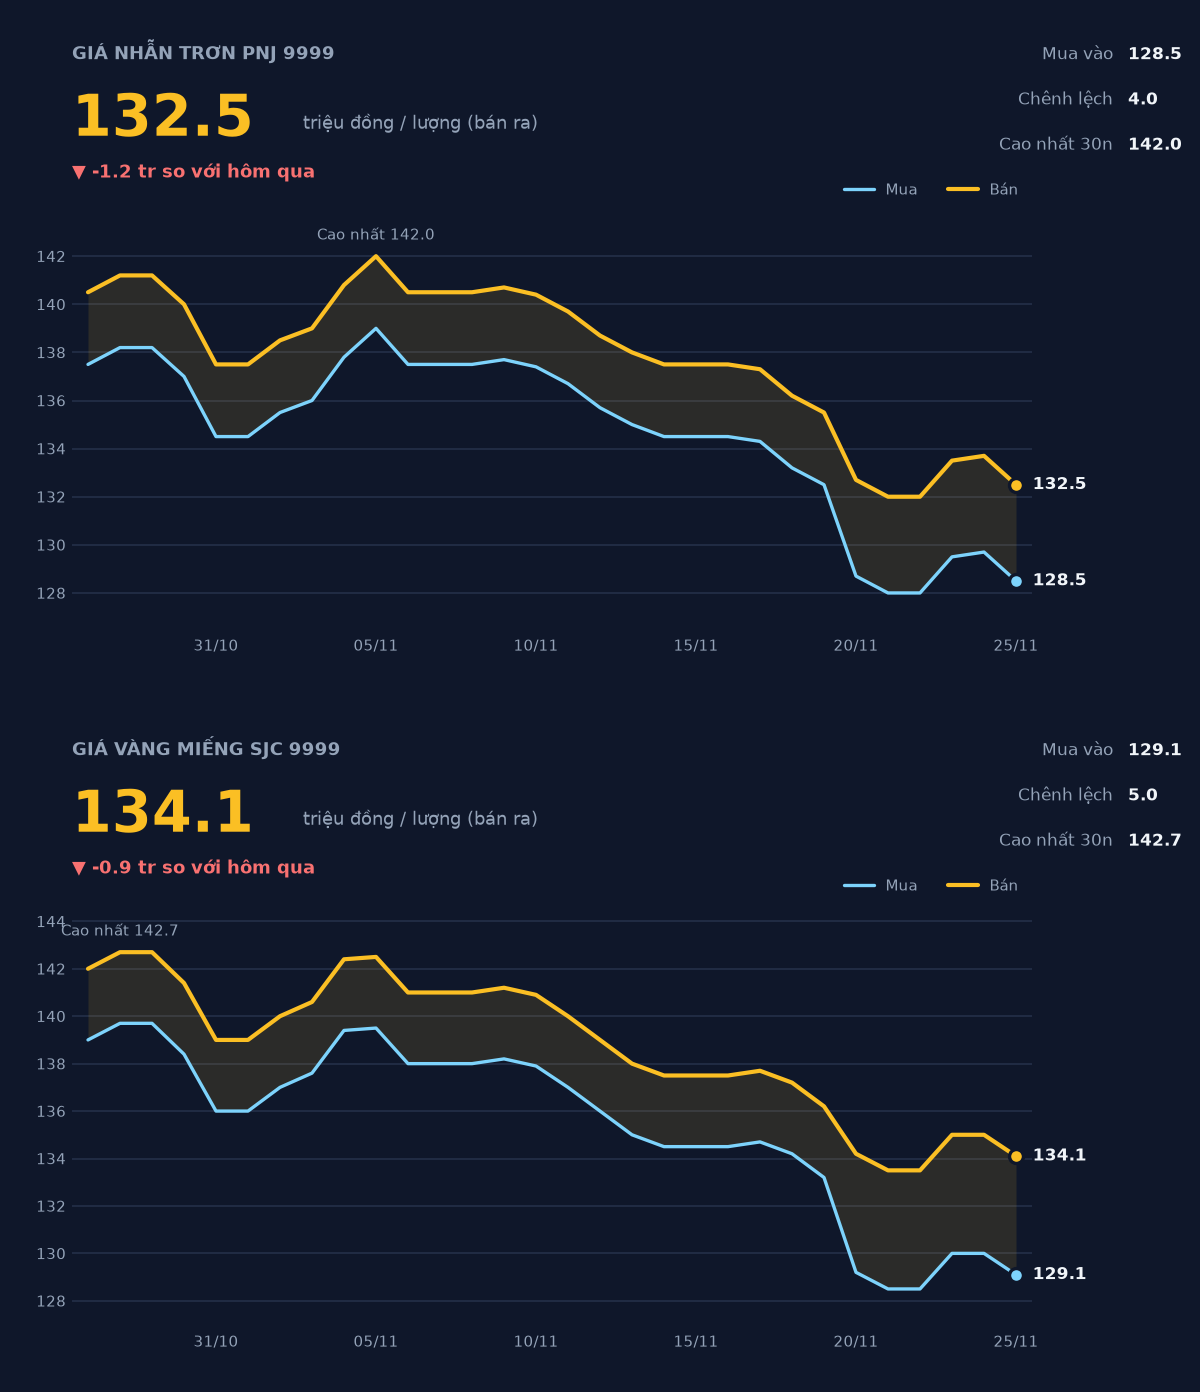 GIÁ NHẪN TRƠN PNJ 9999
132.5 triệu đồng / lượng (bán ra)
▼ -1.2 tr so với hôm qua
Mua vào 128.5
Chênh lệch 4.0
Cao nhất 30n 142.0
Mua Bán
Cao nhất 142.0
142
140
138
136
134
132
130
128
132.5
128.5
31/10 05/11 10/11 15/11 20/11 25/11
GIÁ VÀNG MIẾNG SJC 9999
134.1 triệu đồng / lượng (bán ra)
▼ -0.9 tr so với hôm qua
Mua vào 129.1
Chênh lệch 5.0
Cao nhất 30n 142.7
Mua Bán
144
Cao nhất 142.7
142
140
138
136
134
132
130
128
134.1
129.1
31/10 05/11 10/11 15/11 20/11 25/11